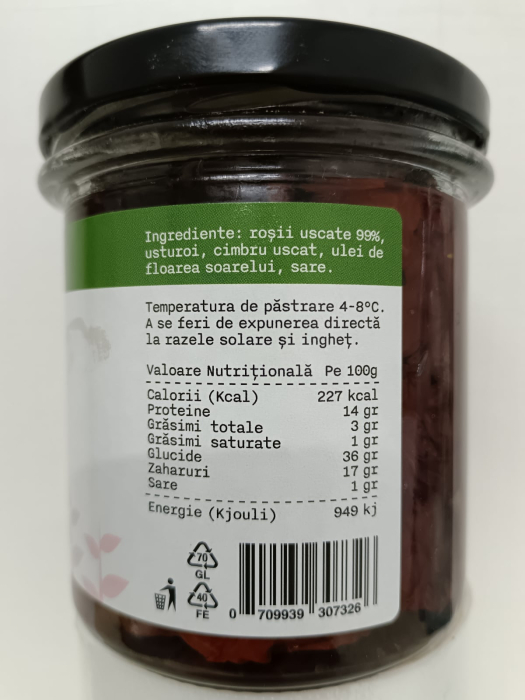 Ingrediente: roșii uscate 99%,
usturoi, cimbru uscat, ulei de
floarea soarelui, sare.
Temperatura de păstrare 4-8°C.
A se feri de expunerea directă
la razele solare și ingheț.
Valoare Nutrițională Pe 100g
Calorii (Kcal) 227 kcal
Proteine 14 gr
Grăsimi totale 3 gr
Grăsimi saturate 1 gr
Glucide 36 gr
Zaharuri 17 gr
Sare 1 gr
Energie (Kjouli) 949 kj
70
GL
40
FE
0 709939 307326